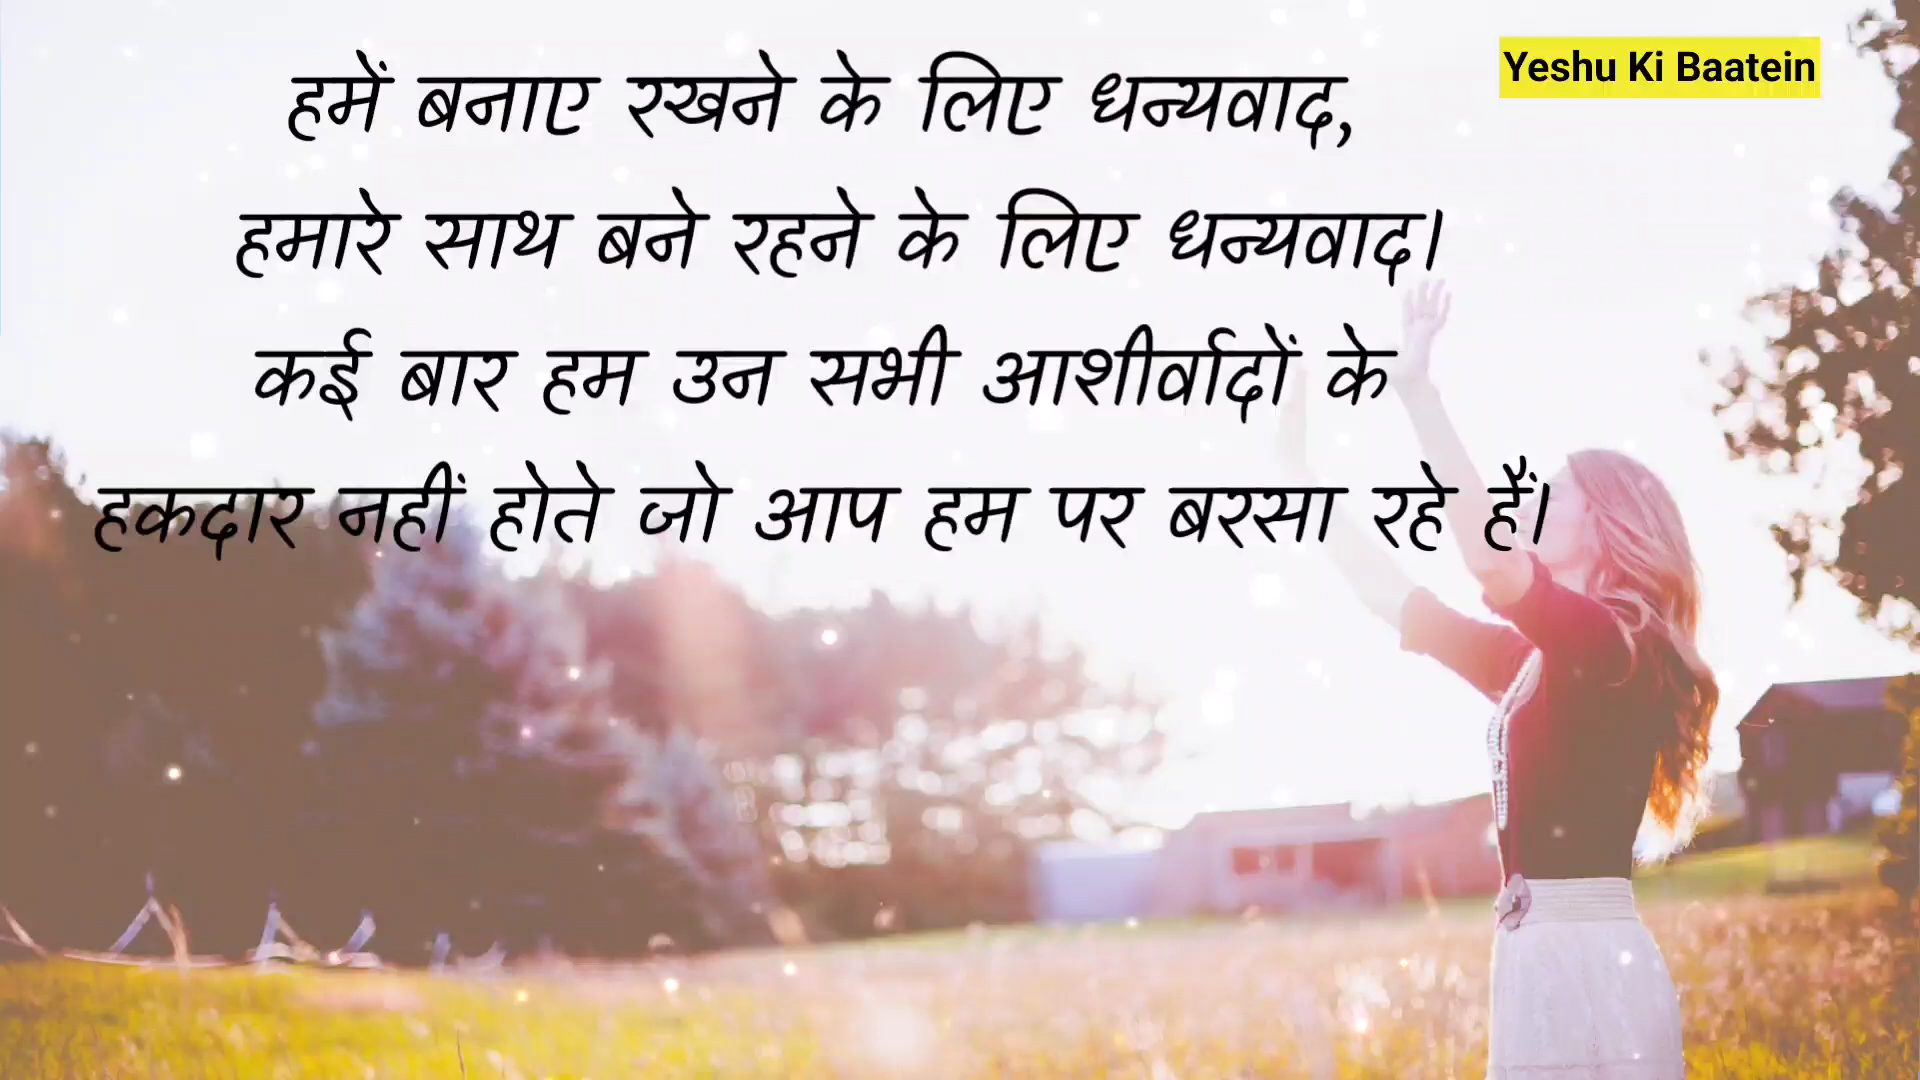 Yeshu Ki Baatein
हमें बनाए रखने के लिए धन्यवाद,
हमारे साथ बने रहने के लिए धन्यवाद।
कई बार हम उन सभी आशीर्वादों के
हकदार नहीं होते जो आप हम पर बरसा रहे हैं।